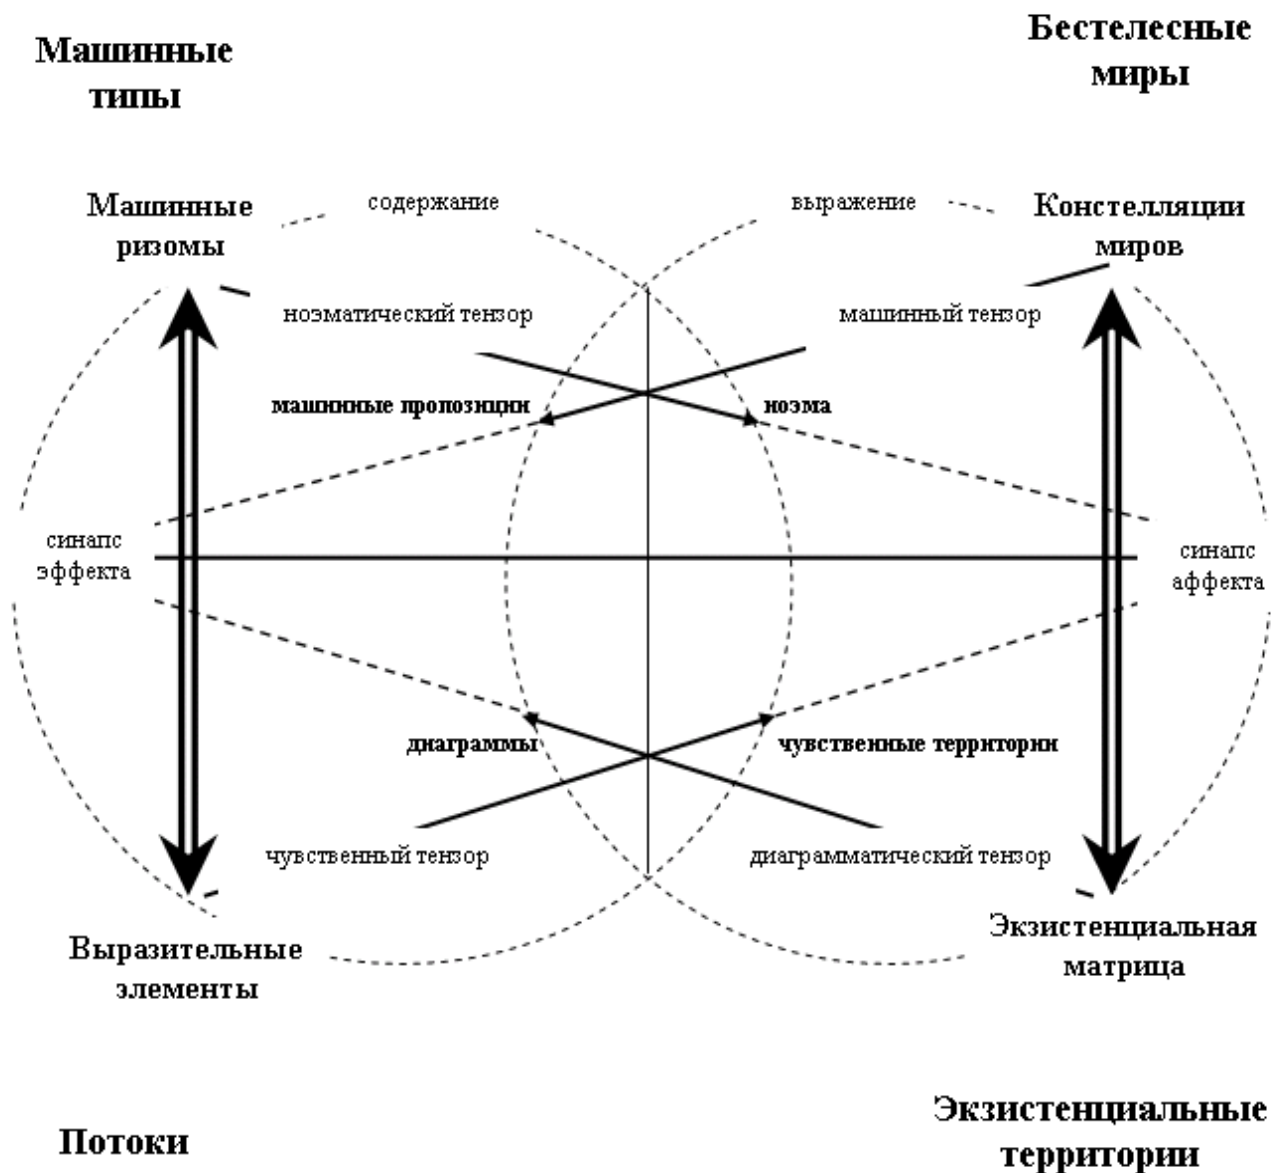 Машинные
типы
Бестелесные
миры
Машинные
ризомы
содержание
выражение
Констелляции
миров
ноэматический тензор
машинный тензор
машинные пропозиции
ноэма
синапс
эффекта
синапс
аффекта
диаграммы
чувственные территории
чувственный тензор
диаграмматический тензор
Выразительные
элементы
Экзистенциальная
матрица
Потоки
Экзистенциальные
территории